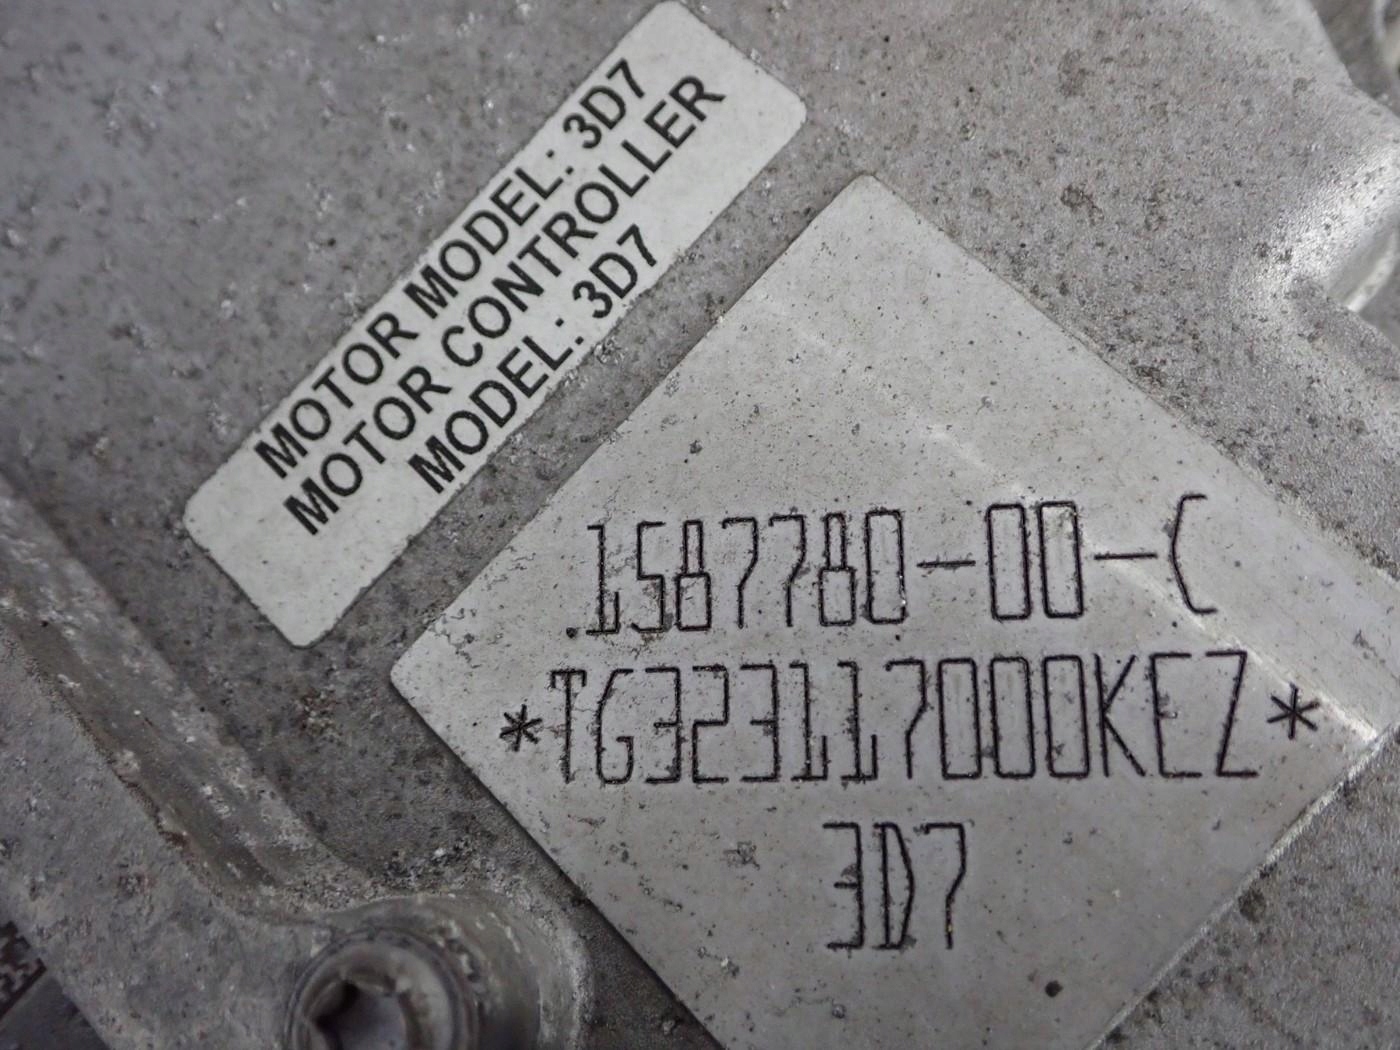 MOTOR MODEL: 3D7
MOTOR CONTROLLER
MODEL: 3D7
1587780-00-C
*TG323117000KEZ*
3D7